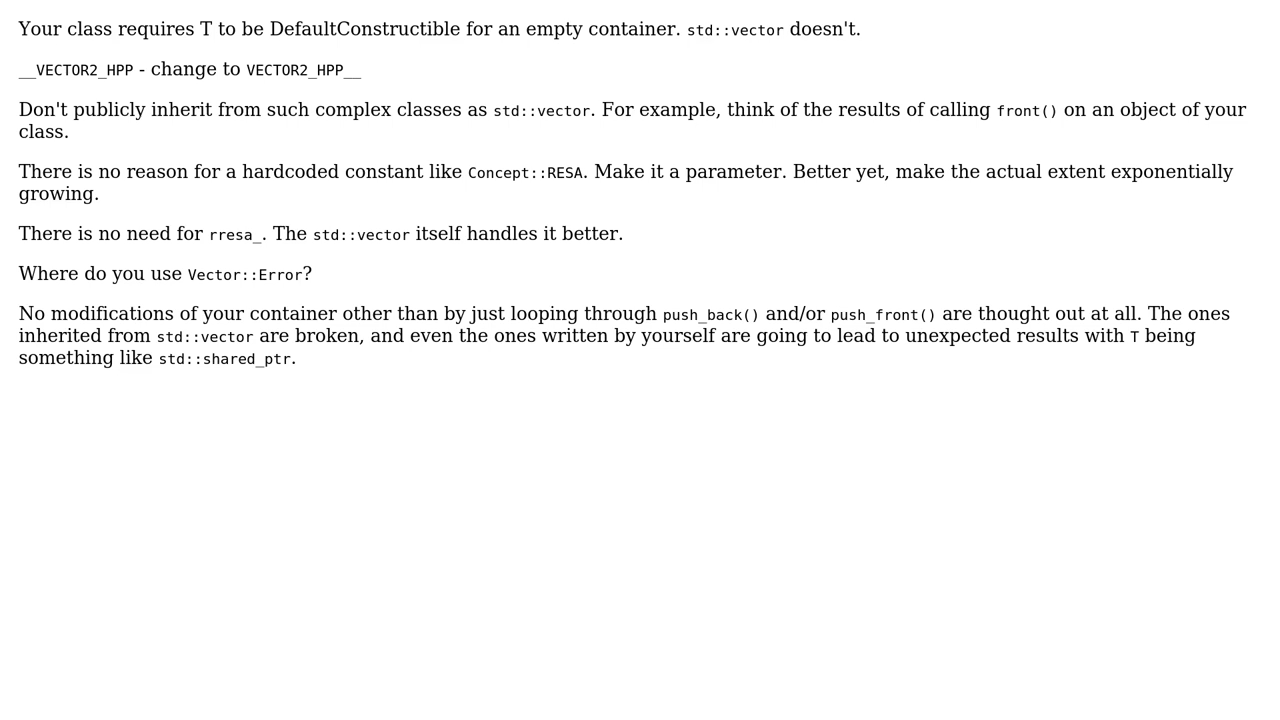 Your class requires T to be DefaultConstructible for an empty container. std::vector doesn't.
__VECTOR2_HPP - change to VECTOR2_HPP__
Don't publicly inherit from such complex classes as std::vector. For example, think of the results of calling front() on an object of your
class.
There is no reason for a hardcoded constant like Concept::RESA. Make it a parameter. Better yet, make the actual extent exponentially
growing.
There is no need for rresa_. The std::vector itself handles it better.
Where do you use Vector::Error?
No modifications of your container other than by just looping through push_back() and/or push_front() are thought out at all. The ones
inherited from std::vector are broken, and even the ones written by yourself are going to lead to unexpected results with T being
something like std::shared_ptr.